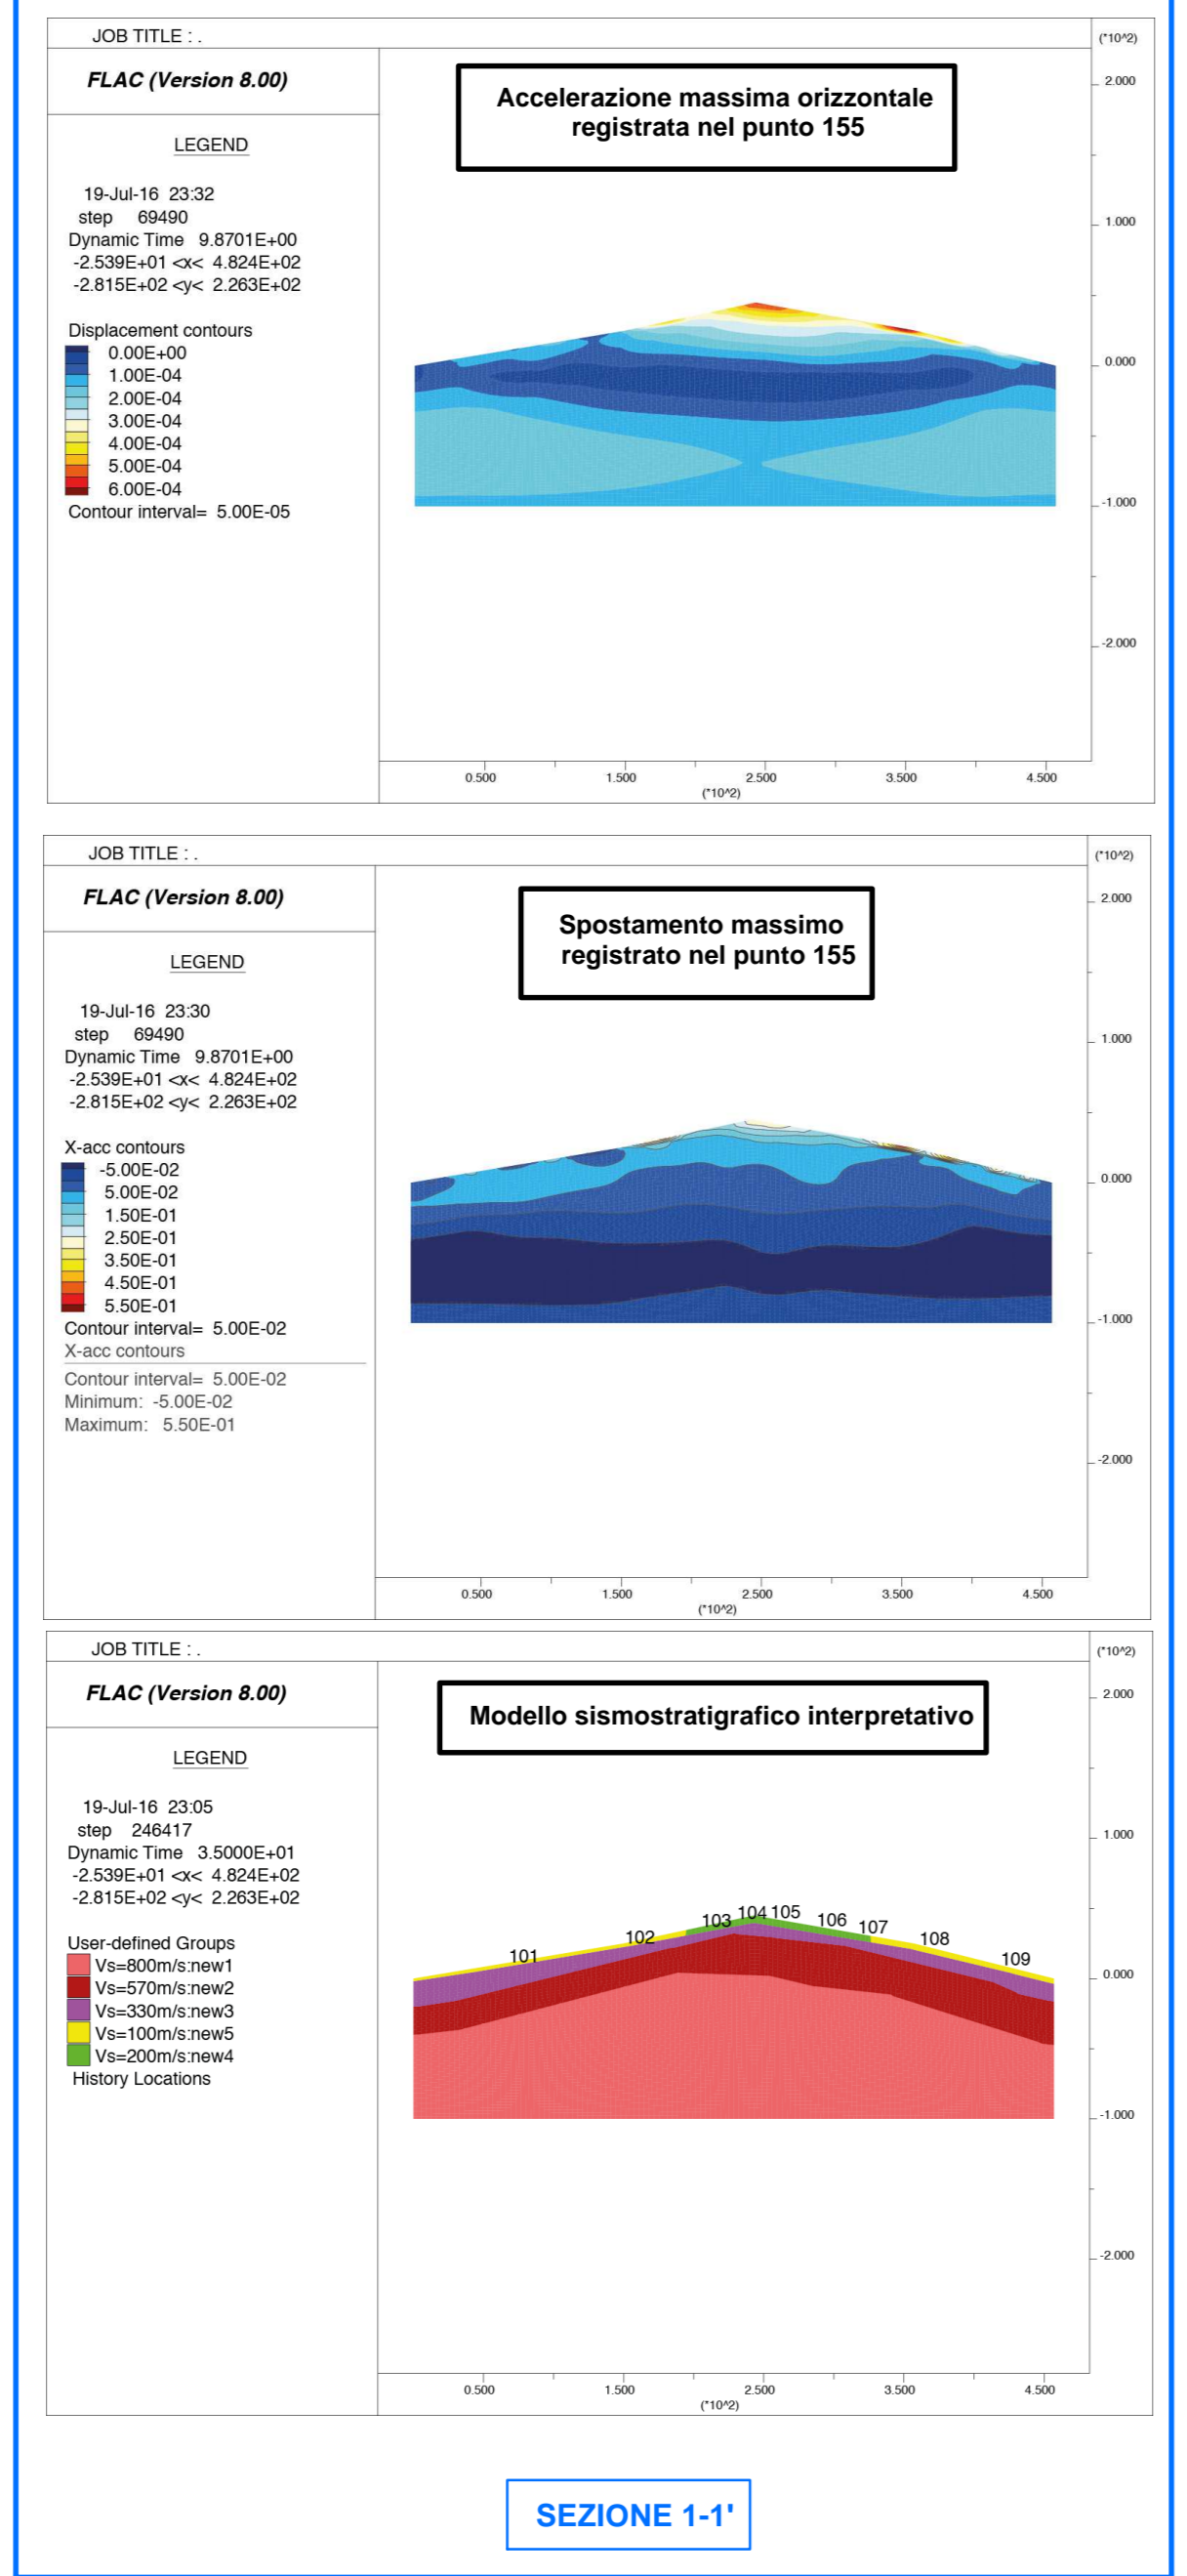 JOB TITLE : .
(*10^2)
FLAC (Version 8.00)
LEGEND
19-Jul-16 23:32
step 69490
Dynamic Time 9.8701E+00
-2.539E+01 <x< 4.824E+02
-2.815E+02 <y< 2.263E+02
Displacement contours
0.00E+00
1.00E-04
2.00E-04
3.00E-04
4.00E-04
5.00E-04
6.00E-04
Contour interval= 5.00E-05
Accelerazione massima orizzontale
registrata nel punto 155
2.000
1.000
0.000
-1.000
-2.000
0.500 1.500 2.500 3.500 4.500
(*10^2)
JOB TITLE : .
(*10^2)
FLAC (Version 8.00)
LEGEND
19-Jul-16 23:30
step 69490
Dynamic Time 9.8701E+00
-2.539E+01 <x< 4.824E+02
-2.815E+02 <y< 2.263E+02
X-acc contours
-5.00E-02
5.00E-02
1.50E-01
2.50E-01
3.50E-01
4.50E-01
5.50E-01
Contour interval= 5.00E-02
X-acc contours
Contour interval= 5.00E-02
Minimum: -5.00E-02
Maximum: 5.50E-01
Spostamento massimo
registrato nel punto 155
2.000
1.000
0.000
-1.000
-2.000
0.500 1.500 2.500 3.500 4.500
(*10^2)
JOB TITLE : .
(*10^2)
FLAC (Version 8.00)
LEGEND
19-Jul-16 23:05
step 246417
Dynamic Time 3.5000E+01
-2.539E+01 <x< 4.824E+02
-2.815E+02 <y< 2.263E+02
User-defined Groups
Vs=800m/s:new1
Vs=570m/s:new2
Vs=330m/s:new3
Vs=100m/s:new5
Vs=200m/s:new4
History Locations
Modello sismostratigrafico interpretativo
101 102 103 104 105 106 107 108 109
2.000
1.000
0.000
-1.000
-2.000
0.500 1.500 2.500 3.500 4.500
(*10^2)
SEZIONE 1-1'